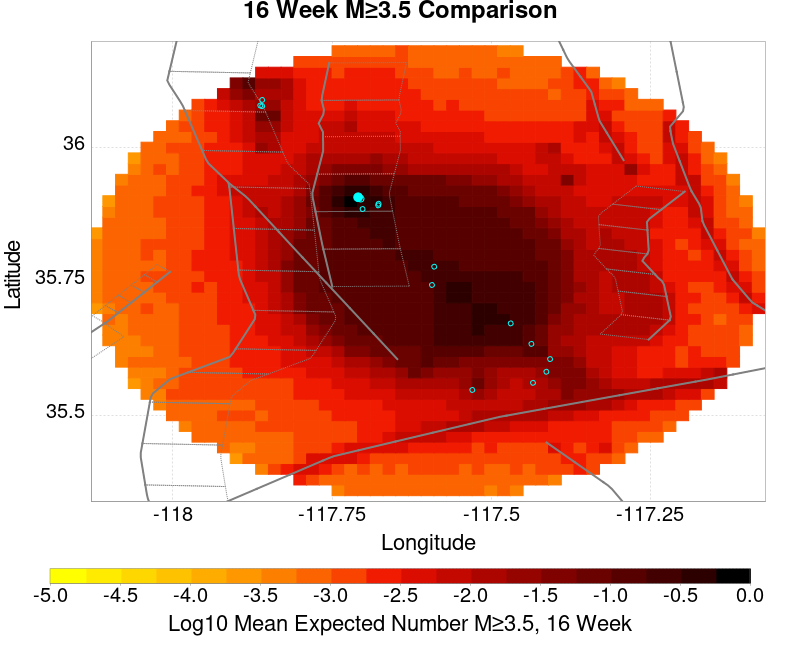 16 Week M≥3.5 Comparison
36
35.75
35.5
Latitude
-118 -117.75 -117.5 -117.25
Longitude
-5.0 -4.5 -4.0 -3.5 -3.0 -2.5 -2.0 -1.5 -1.0 -0.5 0.0
Log10 Mean Expected Number M≥3.5, 16 Week